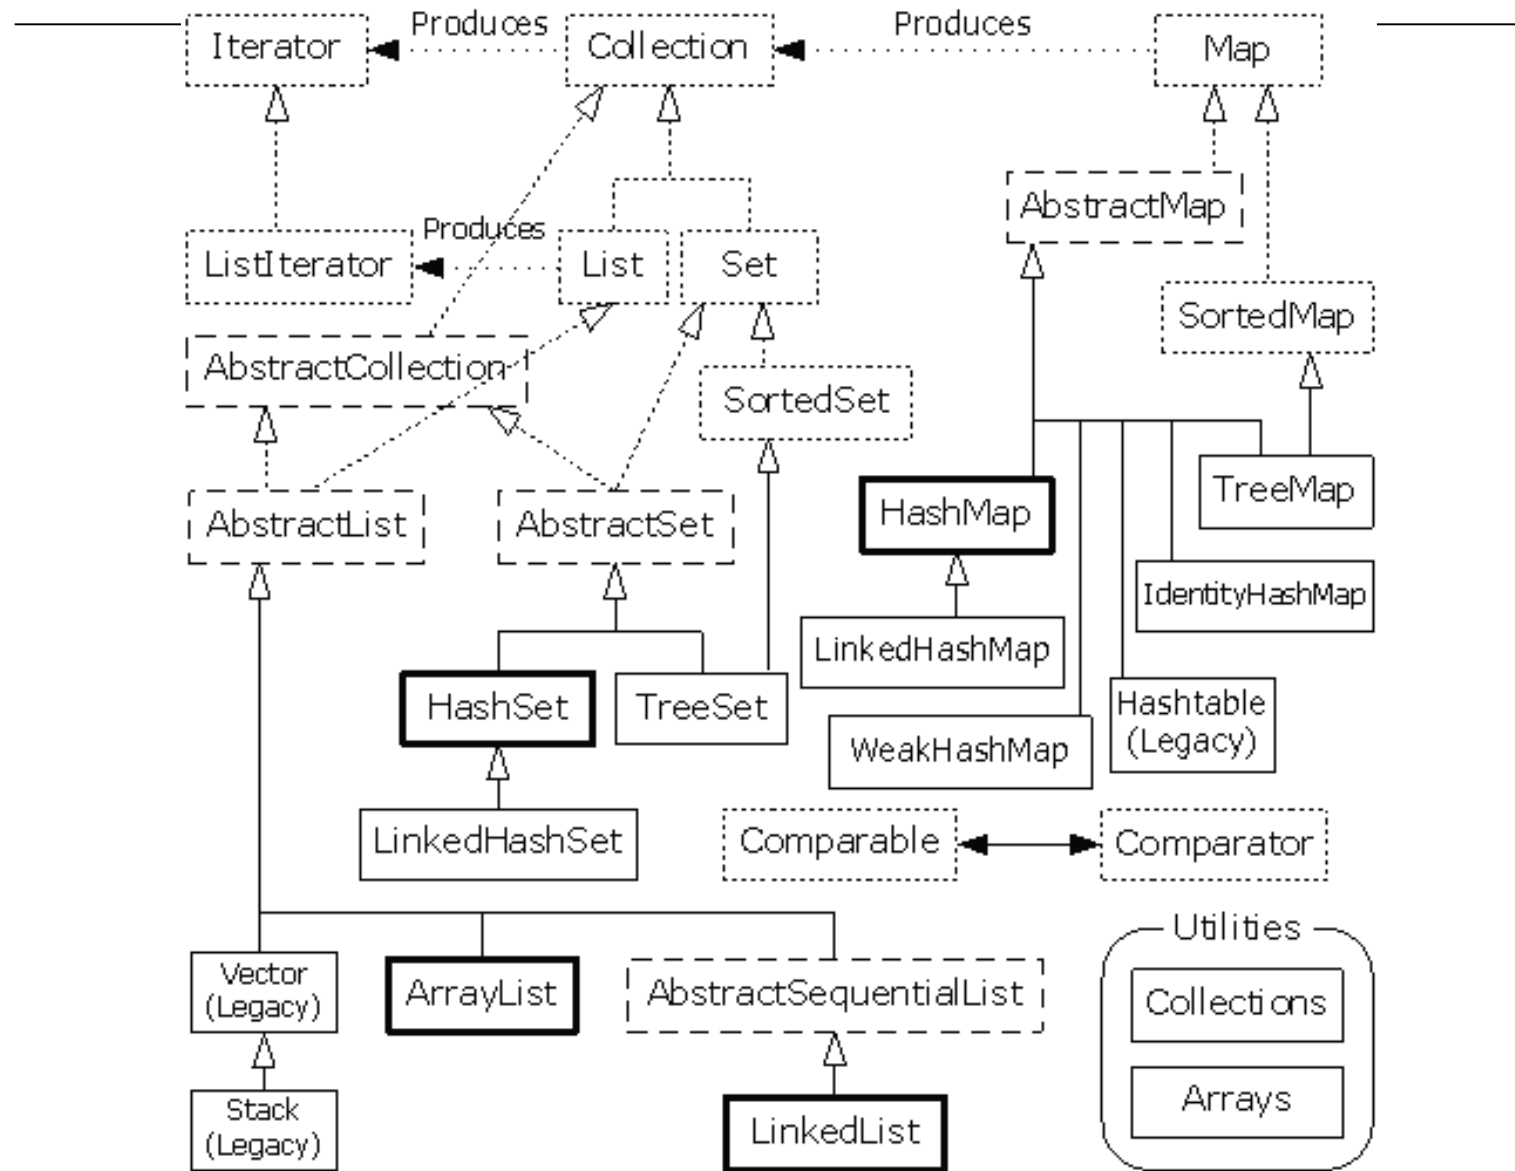 Produces
Produces
Iterator
Collection
Map
AbstractMap
Produces
ListIterator
List
Set
SortedMap
AbstractCollection
SortedSet
TreeMap
HashMap
AbstractList
AbstractSet
IdentityHashMap
LinkedHashMap
HashSet
TreeSet
Hashtable
(Legacy)
WeakHashMap
LinkedHashSet
Comparable
Comparator
Utilities
Vector
(Legacy)
ArrayList
AbstractSequentialList
Collections
Arrays
Stack
(Legacy)
LinkedList